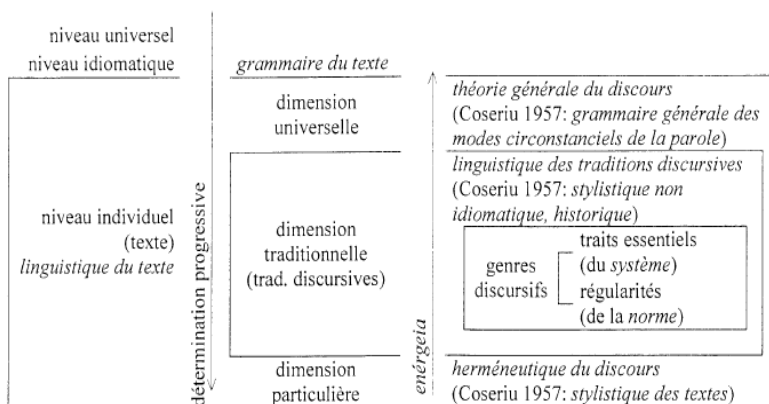 niveau universel
niveau idiomatique
niveau individuel
(texte)
linguistique du texte
détermination progressive
grammaire du texte
dimension
universelle
dimension
traditionnelle
(trad. discursives)
dimension
particulière
enérgeia
théorie générale du discours
(Coseriu 1957: grammaire générale des
modes circonstanciels de la parole)
linguistique des traditions discursives
(Coseriu 1957: stylistique non
idiomatique, historique)
genres
discursifs
traits essentiels
(du système)
régularités
(de la norme)
herméneutique du discours
(Coseriu 1957: stylistique des textes)